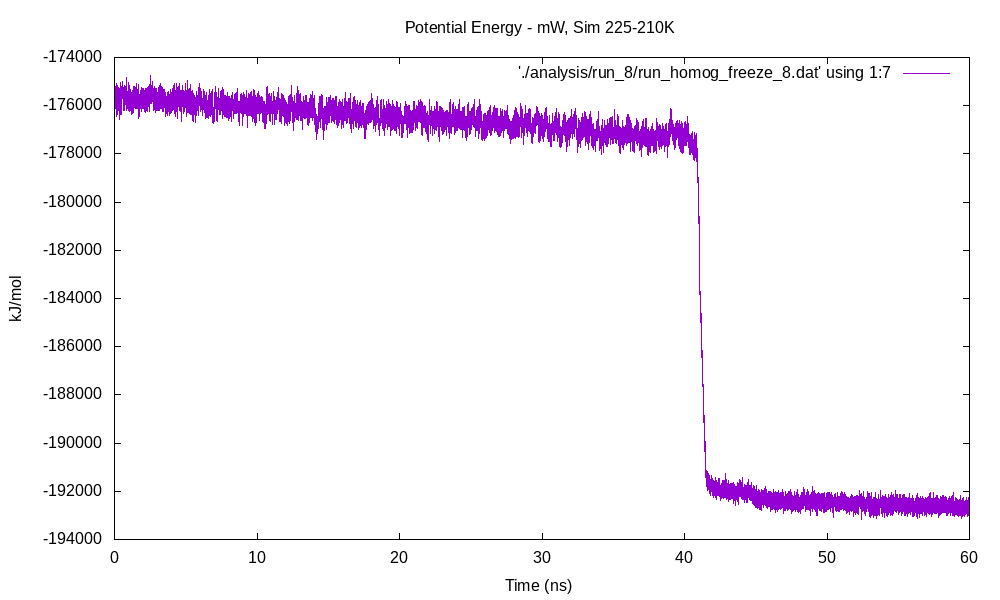 Potential Energy - mW, Sim 225-210K
'./analysis/run_8/run_homog_freeze_8.dat' using 1:7
-174000
-176000
-178000
-180000
-182000
-184000
-186000
-188000
-190000
-192000
-194000
kJ/mol
0 10 20 30 40 50 60
Time (ns)